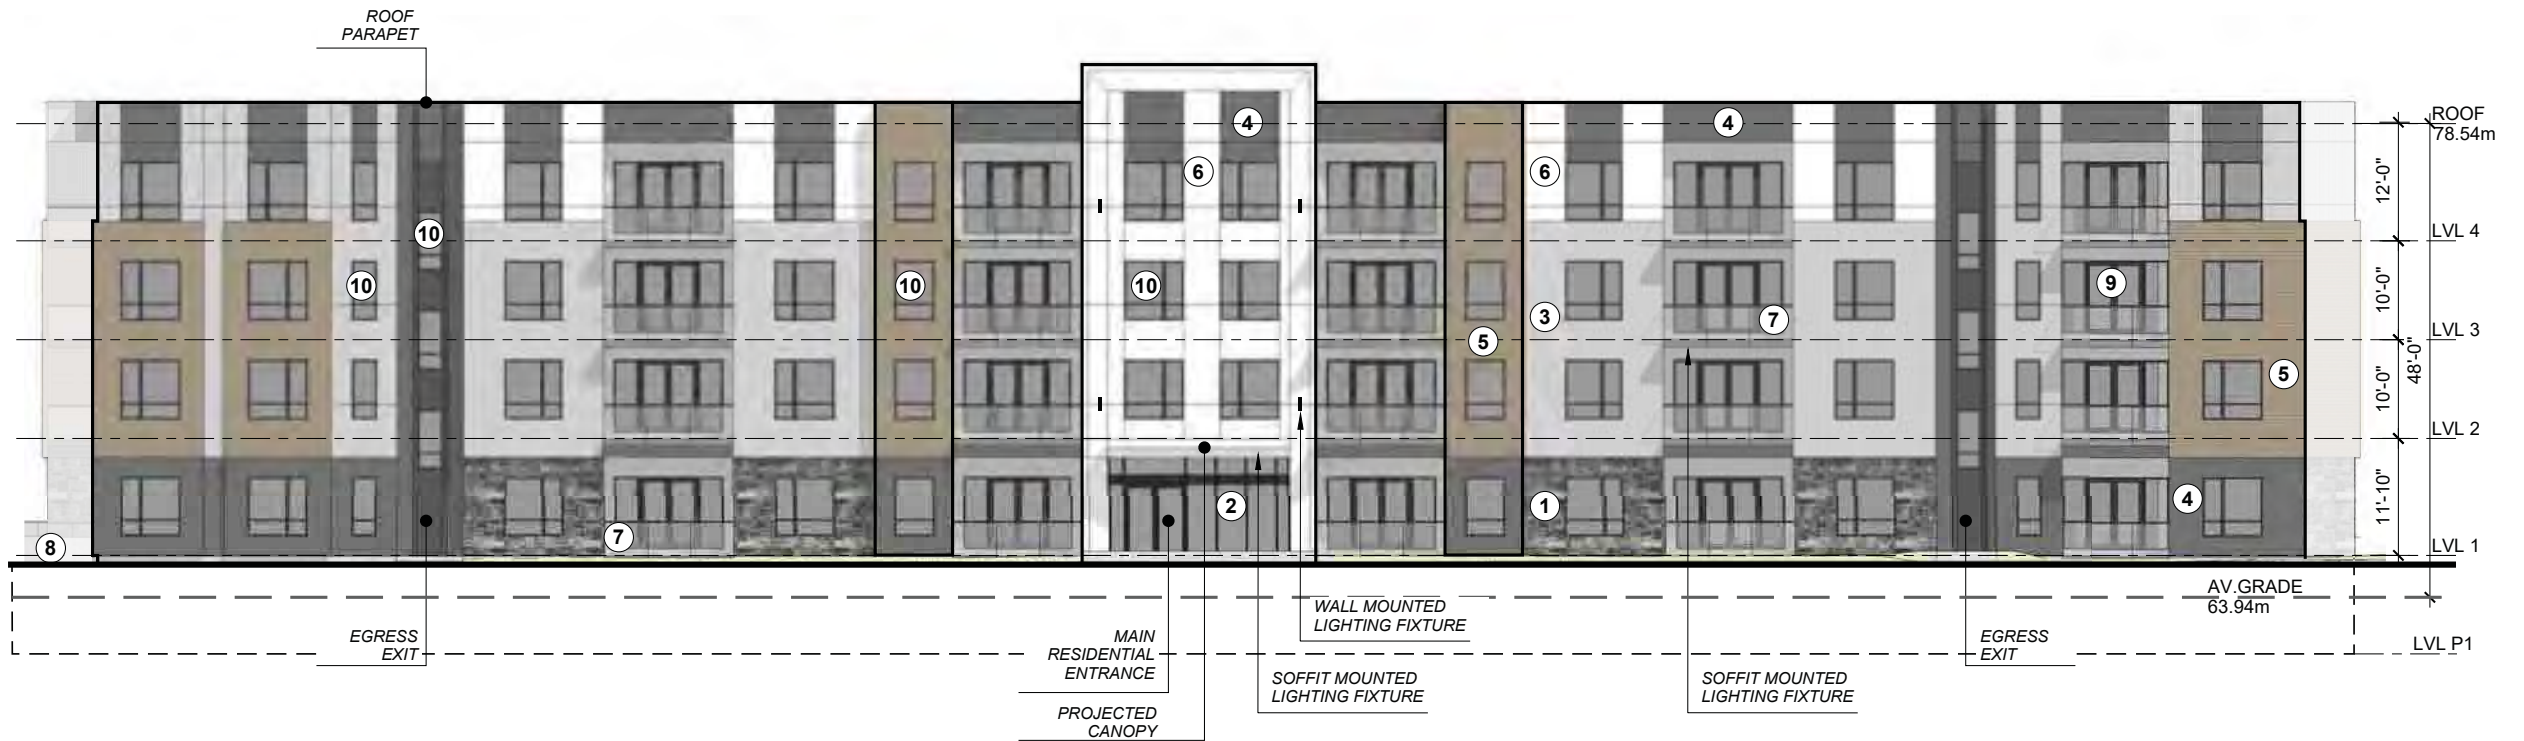 ROOF
PARAPET
4
4
ROOF
78.54m
6
6
12'-0"
10
LVL 4
10
10
10
9
10'-0"
3
7
5
LVL 3
48'-0"
5
10'-0"
LVL 2
1
2
4
11'-10"
7
8
LVL 1
AV.GRADE
63.94m
WALL MOUNTED
LIGHTING FIXTURE
EGRESS
EXIT
MAIN
RESIDENTIAL
ENTRANCE
EGRESS
EXIT
LVL P1
SOFFIT MOUNTED
LIGHTING FIXTURE
SOFFIT MOUNTED
LIGHTING FIXTURE
PROJECTED
CANOPY